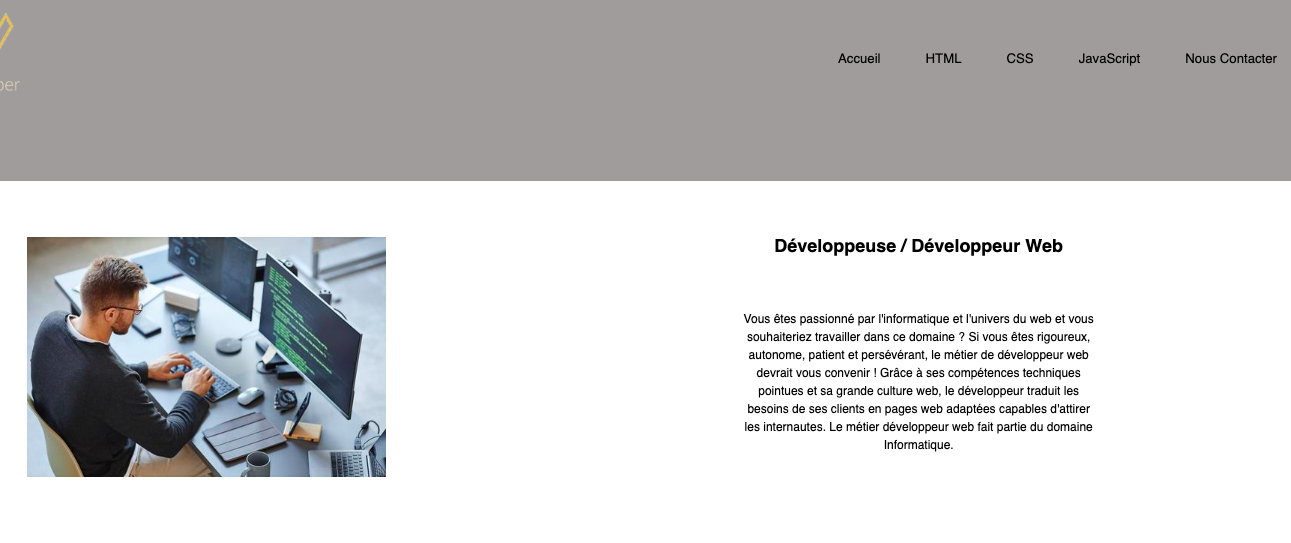 Accueil HTML CSS JavaScript Nous Contacter
Développeuse / Développeur Web
Vous êtes passionné par l'informatique et l'univers du web et vous
souhaiteriez travailler dans ce domaine ? Si vous êtes rigoureux,
autonome, patient et persévérant, le métier de développeur web
devrait vous convenir ! Grâce à ses compétences techniques
pointues et sa grande culture web, le développeur traduit les
besoins de ses clients en pages web adaptées capables d'attirer
les internautes. Le métier développeur web fait partie du domaine
Informatique.